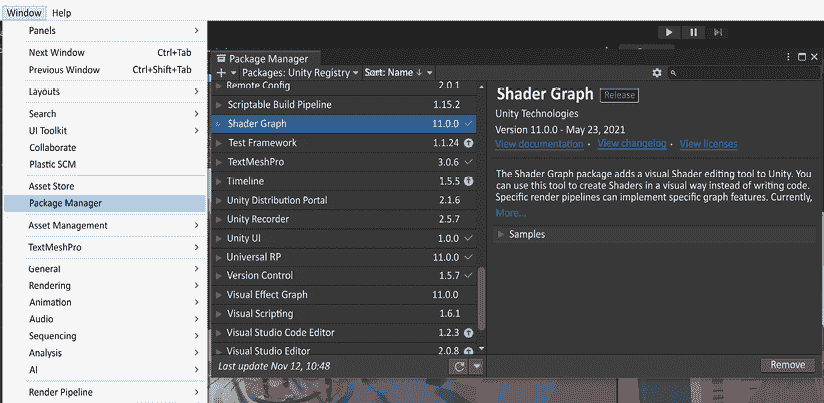 Window Help
Panels
Next Window Ctrl+Tab
Previous Window Ctrl+Shift+Tab
Layouts
Search
UI Toolkit
Collaborate
Plastic SCM
Asset Store
Package Manager
Asset Management
TextMeshPro
General
Rendering
Animation
Audio
Sequencing
Analysis
AI
Render Pipeline
Package Manager
+ Packages: Unity Registry Sort: Name ↓
Remote Config 2.0.1
Scriptable Build Pipeline 1.15.2
Shader Graph 11.0.0
Test Framework 1.1.24
TextMeshPro 3.0.6
Timeline 1.5.5
Unity Distribution Portal 2.1.6
Unity Recorder 2.5.7
Unity UI 1.0.0
Universal RP 11.0.0
Version Control 1.5.7
Visual Effect Graph 11.0.0
Visual Scripting 1.6.1
Visual Studio Code Editor 1.2.3
Visual Studio Editor 2.0.8
Last update Nov 12, 10:48
Shader Graph Release
Unity Technologies
Version 11.0.0 - May 23, 2021
View documentation • View changelog • View licenses
The Shader Graph package adds a visual Shader editing tool to Unity. You
can use this tool to create Shaders in a visual way instead of writing code.
Specific render pipelines can implement specific graph features. Currently,
More...
Samples
Remove